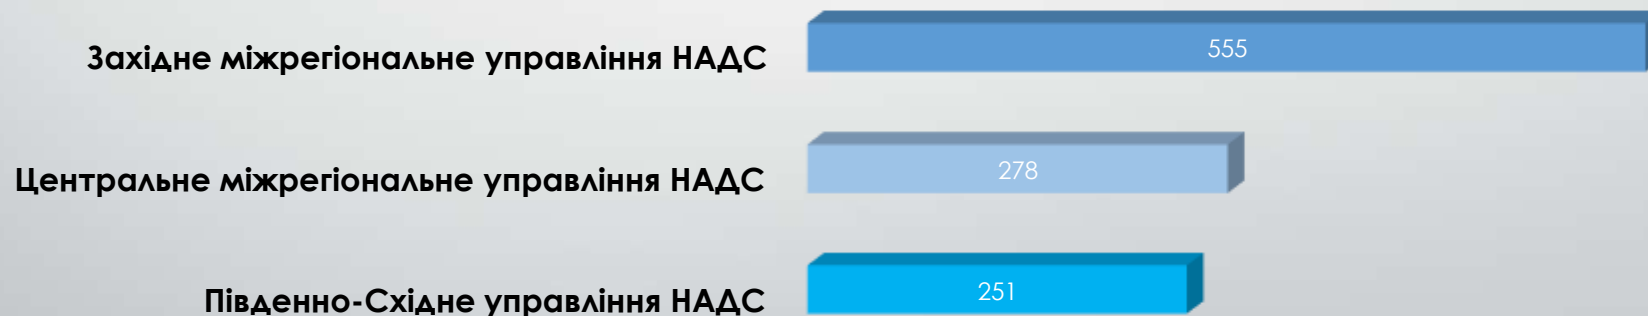 Західне міжрегіональне управління НАДС 555
Центральне міжрегіональне управління НАДС 278
Південно-Східне управління НАДС 251